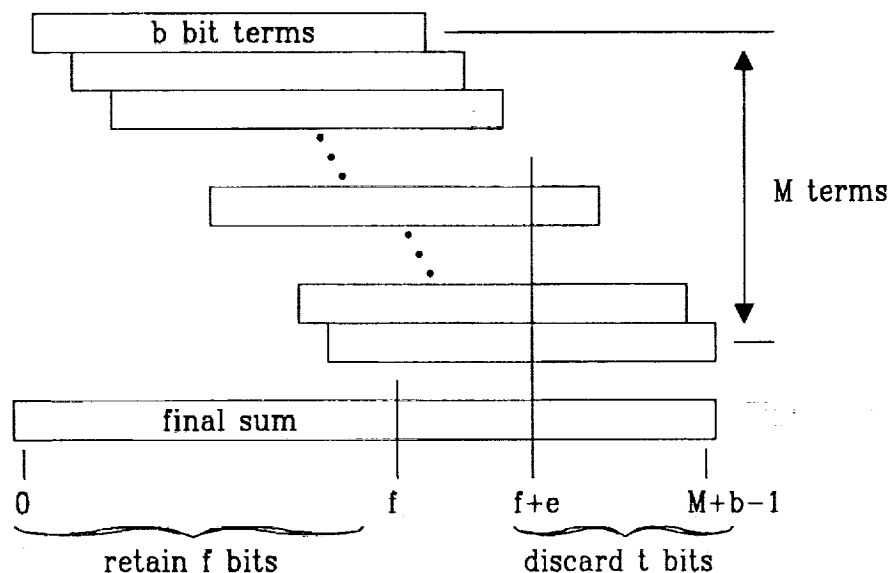 b bit terms
M terms
final sum
0 f f+e M+b-1
retain f bits discard t bits